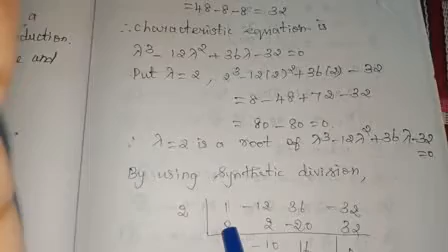 a
= 48 - 8 - 8 = 32
duction.
∴ Characteristic equation is
e and
λ³ - 12λ² + 36λ - 32 = 0
Put λ = 2, 2³ - 12(2)² + 36(2) - 32
= 8 - 48 + 72 - 32
= 80 - 80 = 0.
∴ λ = 2 is a root of λ³ - 12λ² + 36λ - 32
= 0
By using synthetic division,
2 | 1 -12 36 -32
0 2 -20 32
-10 16 0